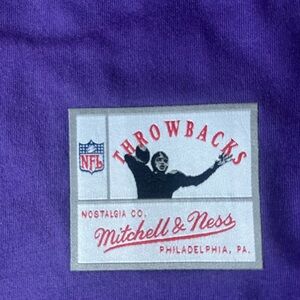 THROWBACKS
NFL
NOSTALGIA CO.
Mitchell & Ness
PHILADELPHIA, PA.